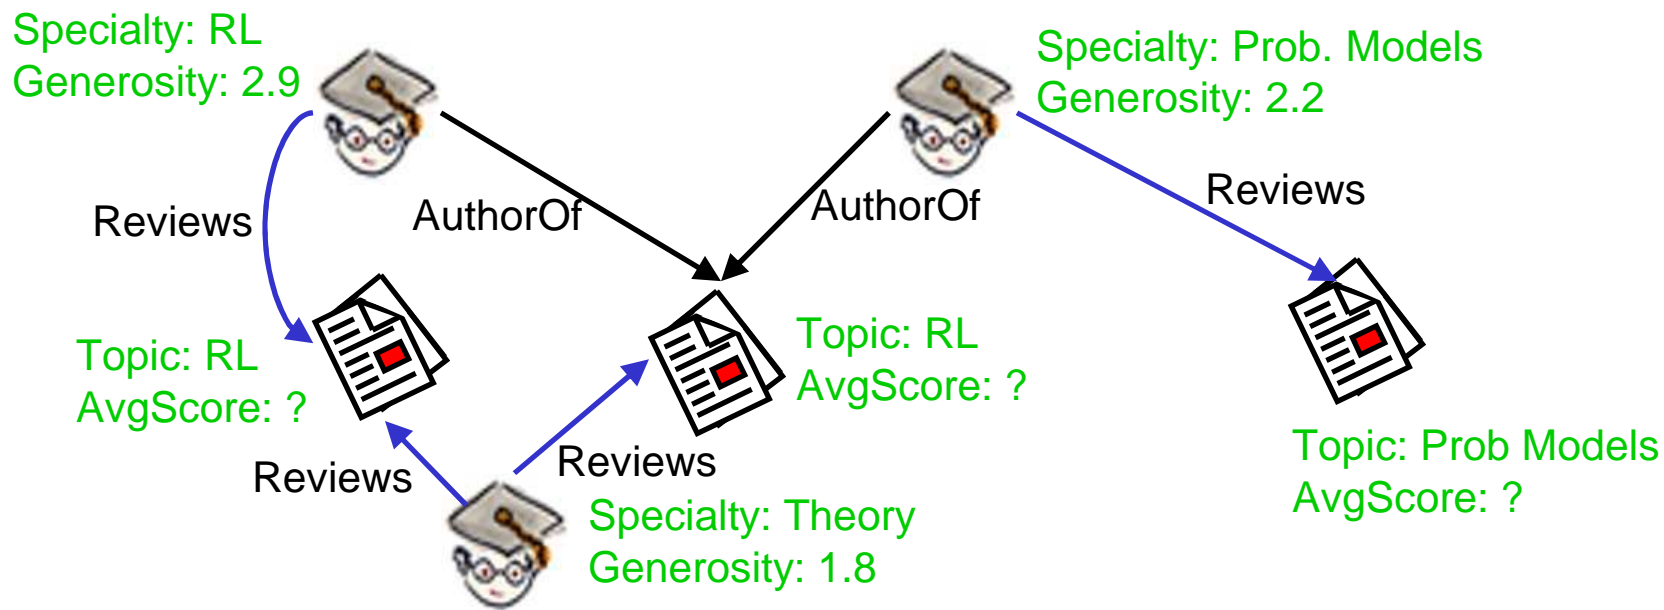 Specialty: RL
Generosity: 2.9
Specialty: Prob. Models
Generosity: 2.2
Reviews
AuthorOf
AuthorOf
Reviews
Topic: RL
AvgScore: ?
Topic: RL
AvgScore: ?
Topic: Prob Models
AvgScore: ?
Reviews
Reviews
Specialty: Theory
Generosity: 1.8